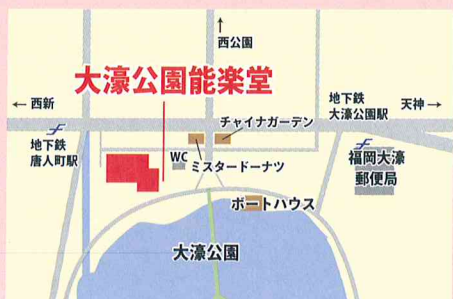 ↑
西公園
大濠公園能楽堂
← 西新
地下鉄
大濠公園駅
天神 →
チャイナガーデン
地下鉄
唐人町駅
WC
ミスタードーナツ
福岡大濠
郵便局
ボートハウス
大濠公園